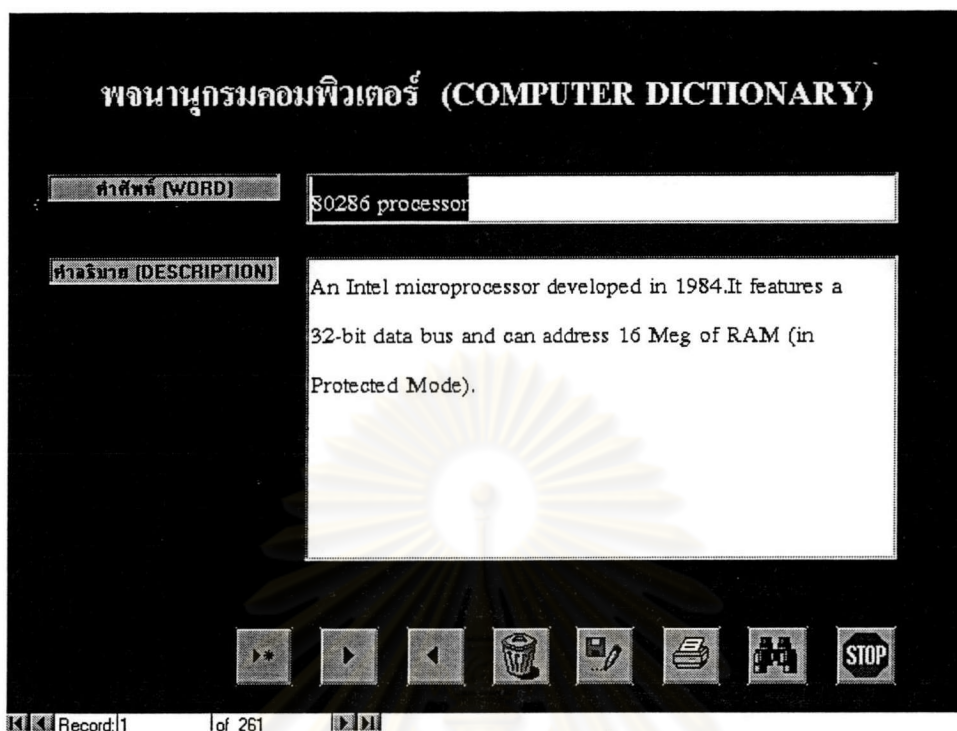 พจนานุกรมคอมพิวเตอร์ (COMPUTER DICTIONARY)
คำศัพท์ (WORD)
80286 processor
คำอธิบาย (DESCRIPTION)
An Intel microprocessor developed in 1984.It features a
32-bit data bus and can address 16 Meg of RAM (in
Protected Mode).
STOP
Record: 1 of 261